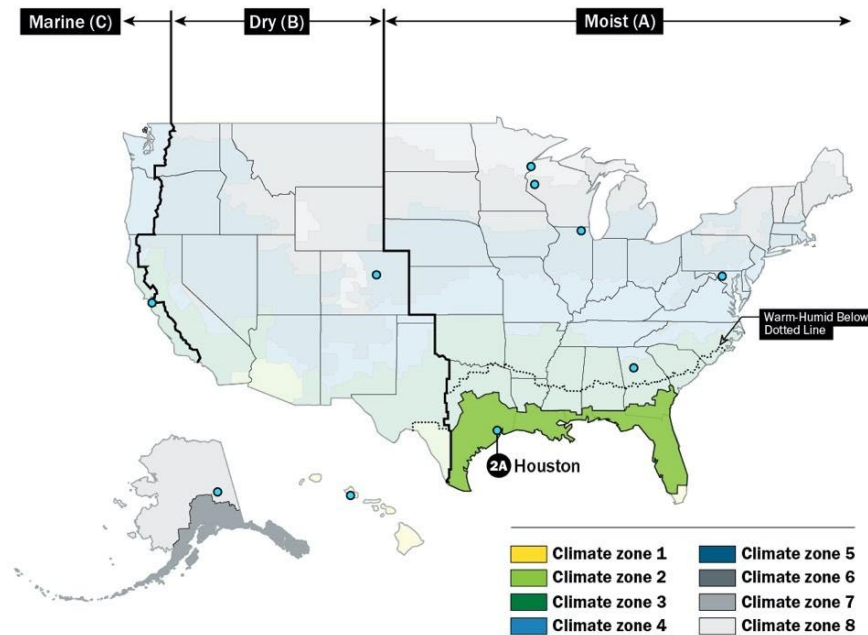 Marine (C)
Dry (B)
Moist (A)
Warm-Humid Below
Dotted Line
2A Houston
Climate zone 1
Climate zone 2
Climate zone 3
Climate zone 4
Climate zone 5
Climate zone 6
Climate zone 7
Climate zone 8